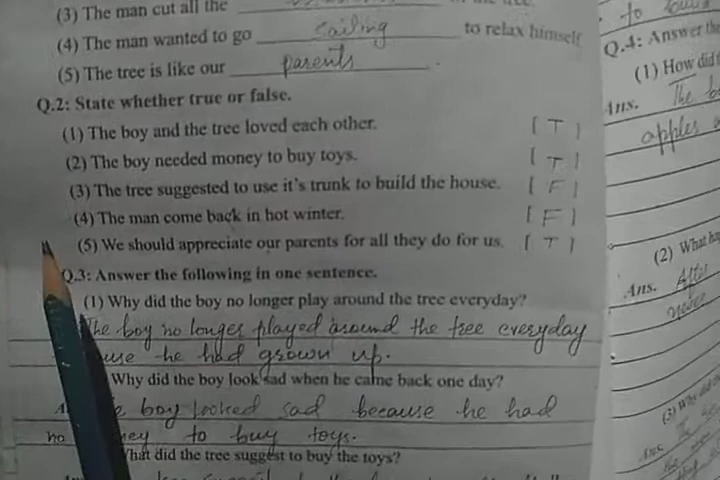 (3) The man cut all the
(4) The man wanted to go sailing to relax himself
(5) The tree is like our parents.
Q.2: State whether true or false.
(1) The boy and the tree loved each other. [ T ]
(2) The boy needed money to buy toys. [ T ]
(3) The tree suggested to use it's trunk to build the house. [ F ]
(4) The man come back in hot winter. [ F ]
(5) We should appreciate our parents for all they do for us. [ T ]
Q.3: Answer the following in one sentence.
(1) Why did the boy no longer play around the tree everyday?
The boy no longer played around the tree everyday
he had grown up.
Why did the boy look sad when he came back one day?
boy looked sad because he had
no to buy toys.
What did the tree suggest to buy the toys?
to
Q.4: Answer the
(1) How did
Ans. The
apples
(2) What
Ans. After
never
(3) Why did
Ans. The